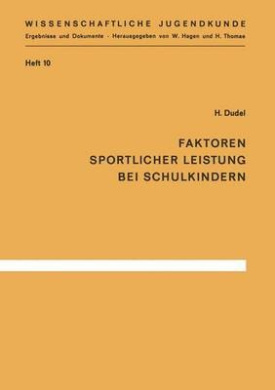 WISSENSCHAFTLICHE JUGENDKUNDE
Ergebnisse und Dokumente · Herausgegeben von W. Hagen und H. Thomae
Heft 10
H. Dudel
FAKTOREN
SPORTLICHER LEISTUNG
BEI SCHULKINDERN